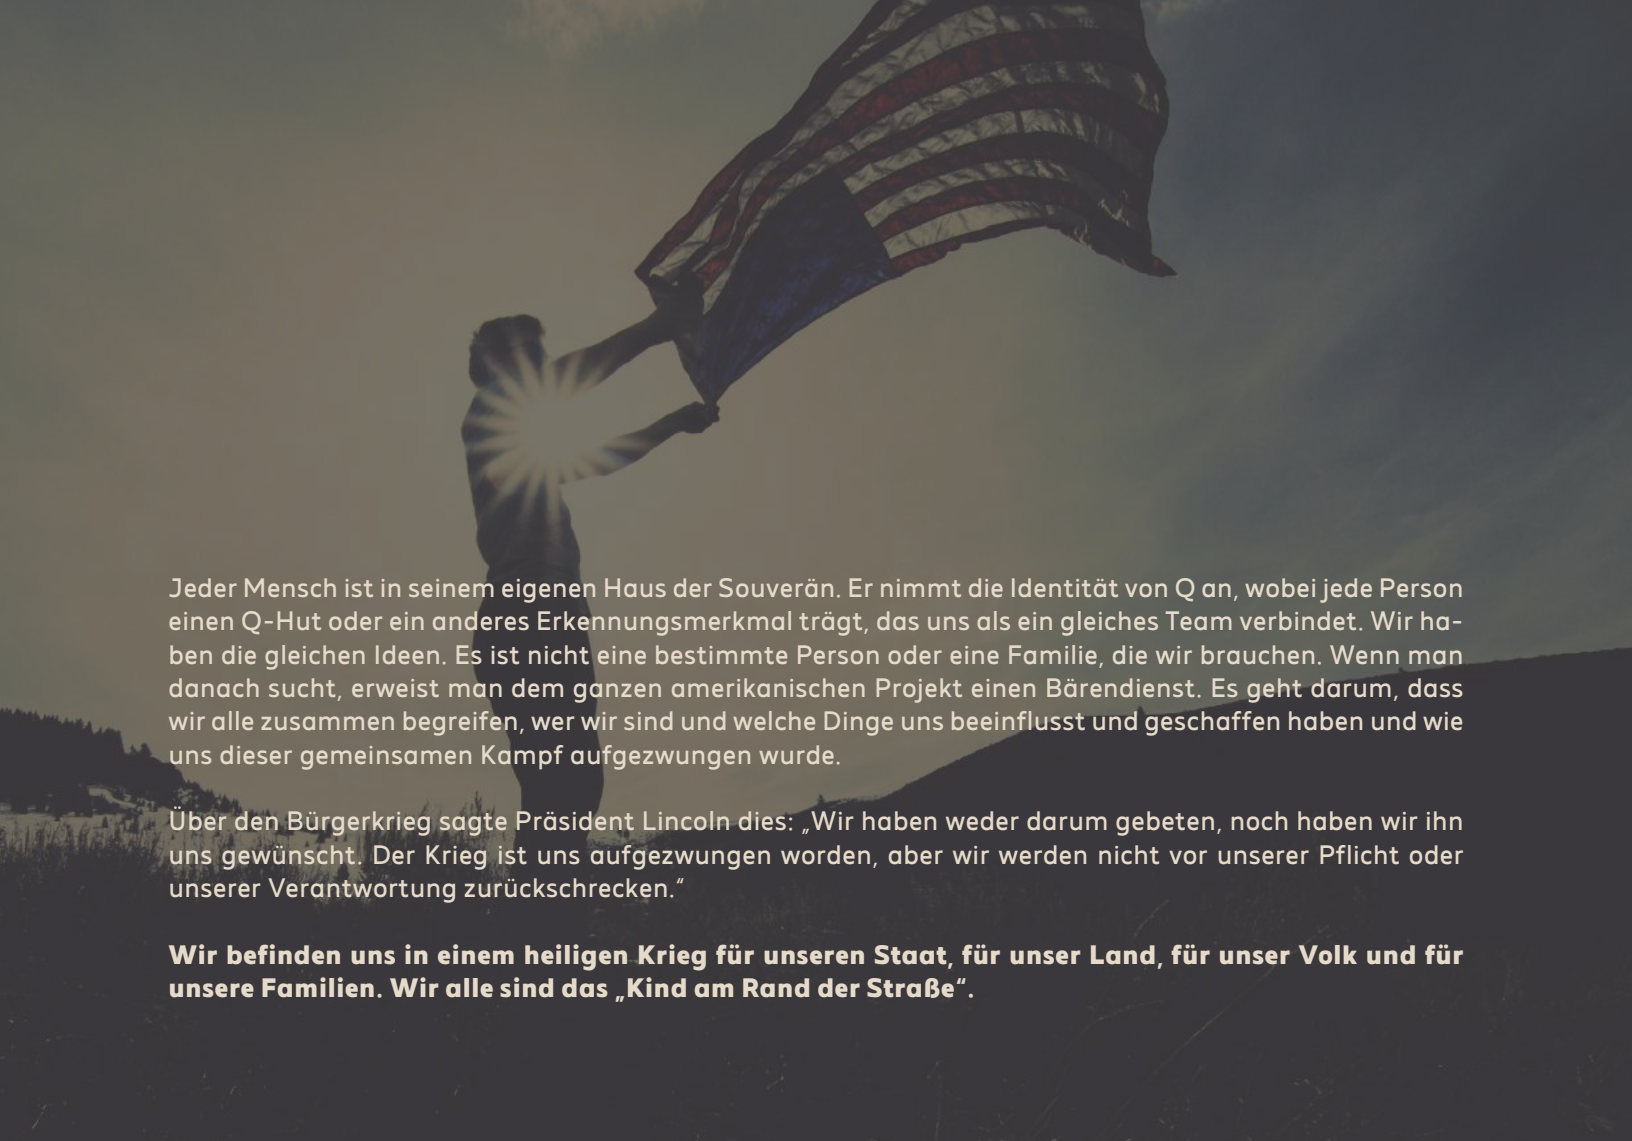 Jeder Mensch ist in seinem eigenen Haus der Souverän. Er nimmt die Identität von Q an, wobei jede Person
einen Q-Hut oder ein anderes Erkennungsmerkmal trägt, das uns als ein gleiches Team verbindet. Wir ha-
ben die gleichen Ideen. Es ist nicht eine bestimmte Person oder eine Familie, die wir brauchen. Wenn man
danach sucht, erweist man dem ganzen amerikanischen Projekt einen Bärendienst. Es geht darum, dass
wir alle zusammen begreifen, wer wir sind und welche Dinge uns beeinflusst und geschaffen haben und wie
uns dieser gemeinsamen Kampf aufgezwungen wurde.
Über den Bürgerkrieg sagte Präsident Lincoln dies: „Wir haben weder darum gebeten, noch haben wir ihn
uns gewünscht. Der Krieg ist uns aufgezwungen worden, aber wir werden nicht vor unserer Pflicht oder
unserer Verantwortung zurückschrecken.“
Wir befinden uns in einem heiligen Krieg für unseren Staat, für unser Land, für unser Volk und für
unsere Familien. Wir alle sind das „Kind am Rand der Straße“.